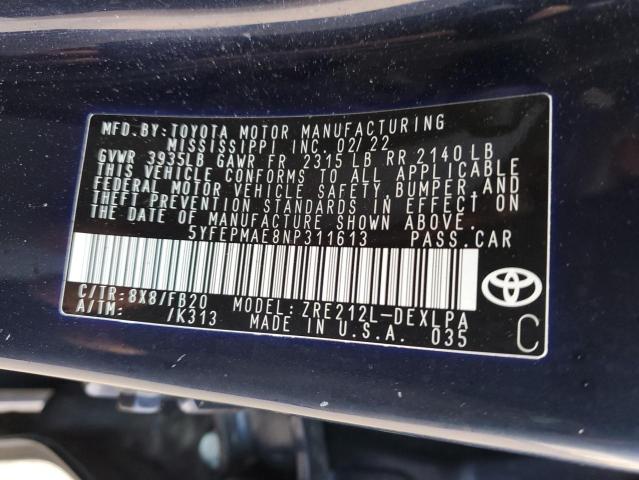 MFD. BY: TOYOTA MOTOR MANUFACTURING
MISSISSIPPI INC. 02/22
GVWR 3935LB GAWR FR 2315 LB RR 2140 LB
THIS VEHICLE CONFORMS TO ALL APPLICABLE
FEDERAL MOTOR VEHICLE SAFETY, BUMPER, AND
THEFT PREVENTION STANDARDS IN EFFECT ON
THE DATE OF MANUFACTURE SHOWN ABOVE.
5YFEPMAE8NP311613 PASS.CAR
C/TR: 8X8/FB20 MODEL: ZRE212L-DEXLPA
A/TM: /K313 MADE IN U.S.A. 035
C